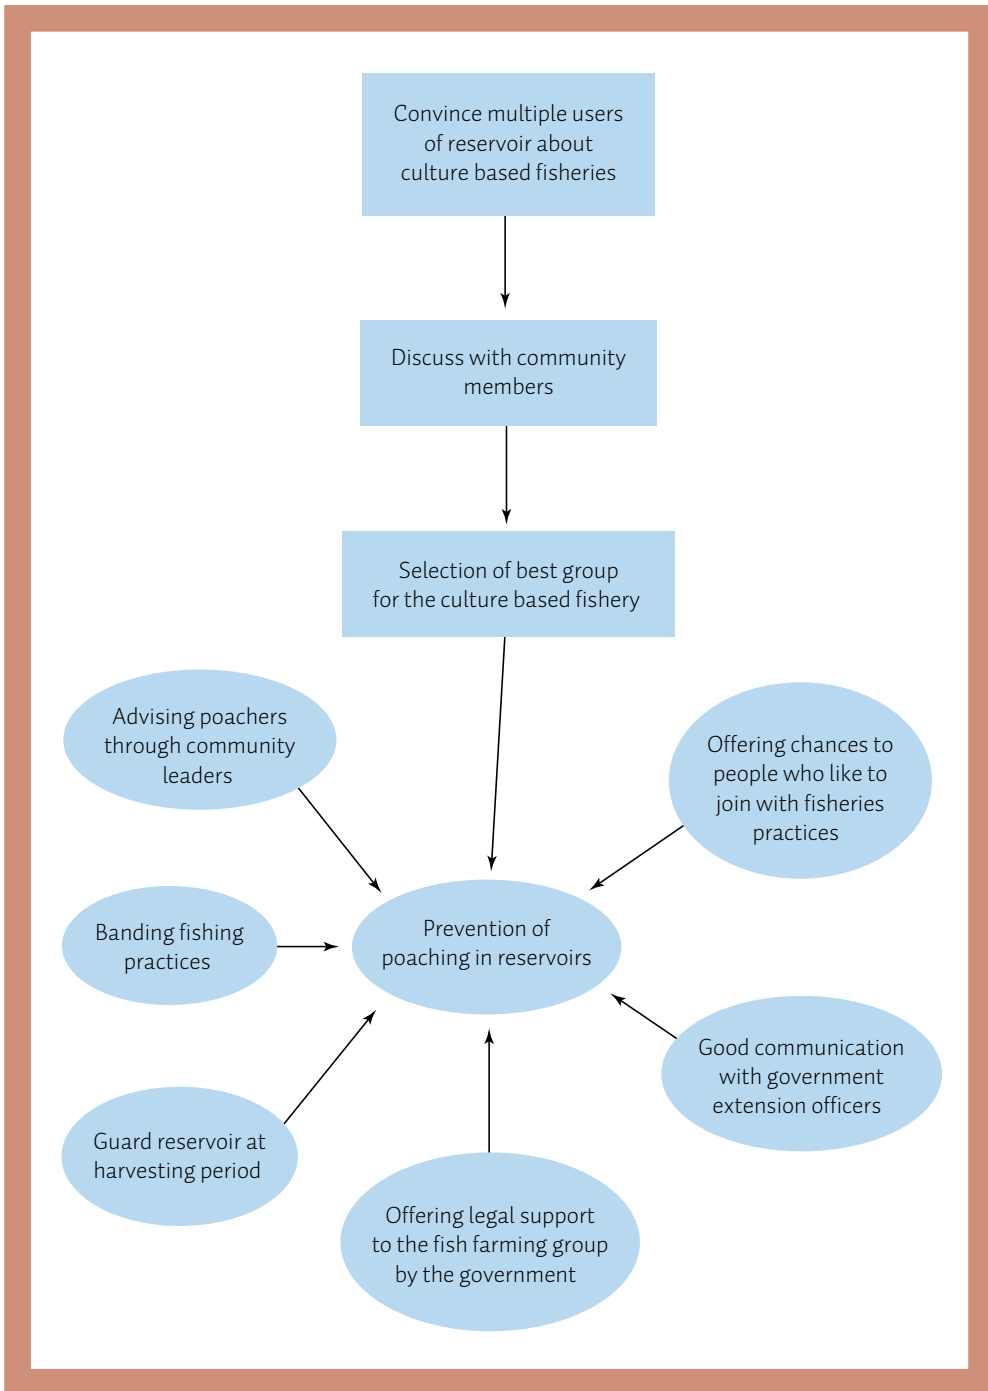 Convince multiple users
of reservoir about
culture based fisheries
Discuss with community
members
Selection of best group
for the culture based fishery
Advising poachers
through community
leaders
Offering chances to
people who like to
join with fisheries
practices
Banding fishing
practices
Prevention of
poaching in reservoirs
Good communication
with government
extension officers
Guard reservoir at
harvesting period
Offering legal support
to the fish farming group
by the government